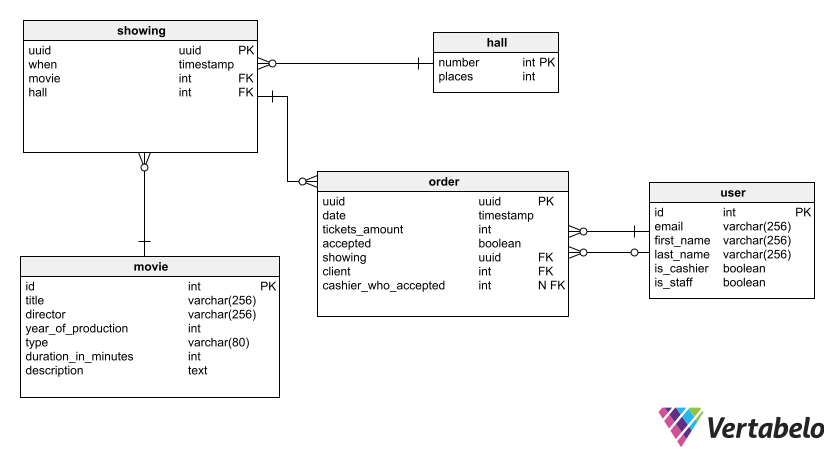 showing
uuid uuid PK
when timestamp
movie int FK
hall int FK
hall
number int PK
places int
order
uuid uuid PK
date timestamp
tickets_amount int
accepted boolean
showing uuid FK
client int FK
cashier_who_accepted int N FK
user
id int PK
email varchar(256)
first_name varchar(256)
last_name varchar(256)
is_cashier boolean
is_staff boolean
movie
id int PK
title varchar(256)
director varchar(256)
year_of_production int
type varchar(80)
duration_in_minutes int
description text
Vertabelo